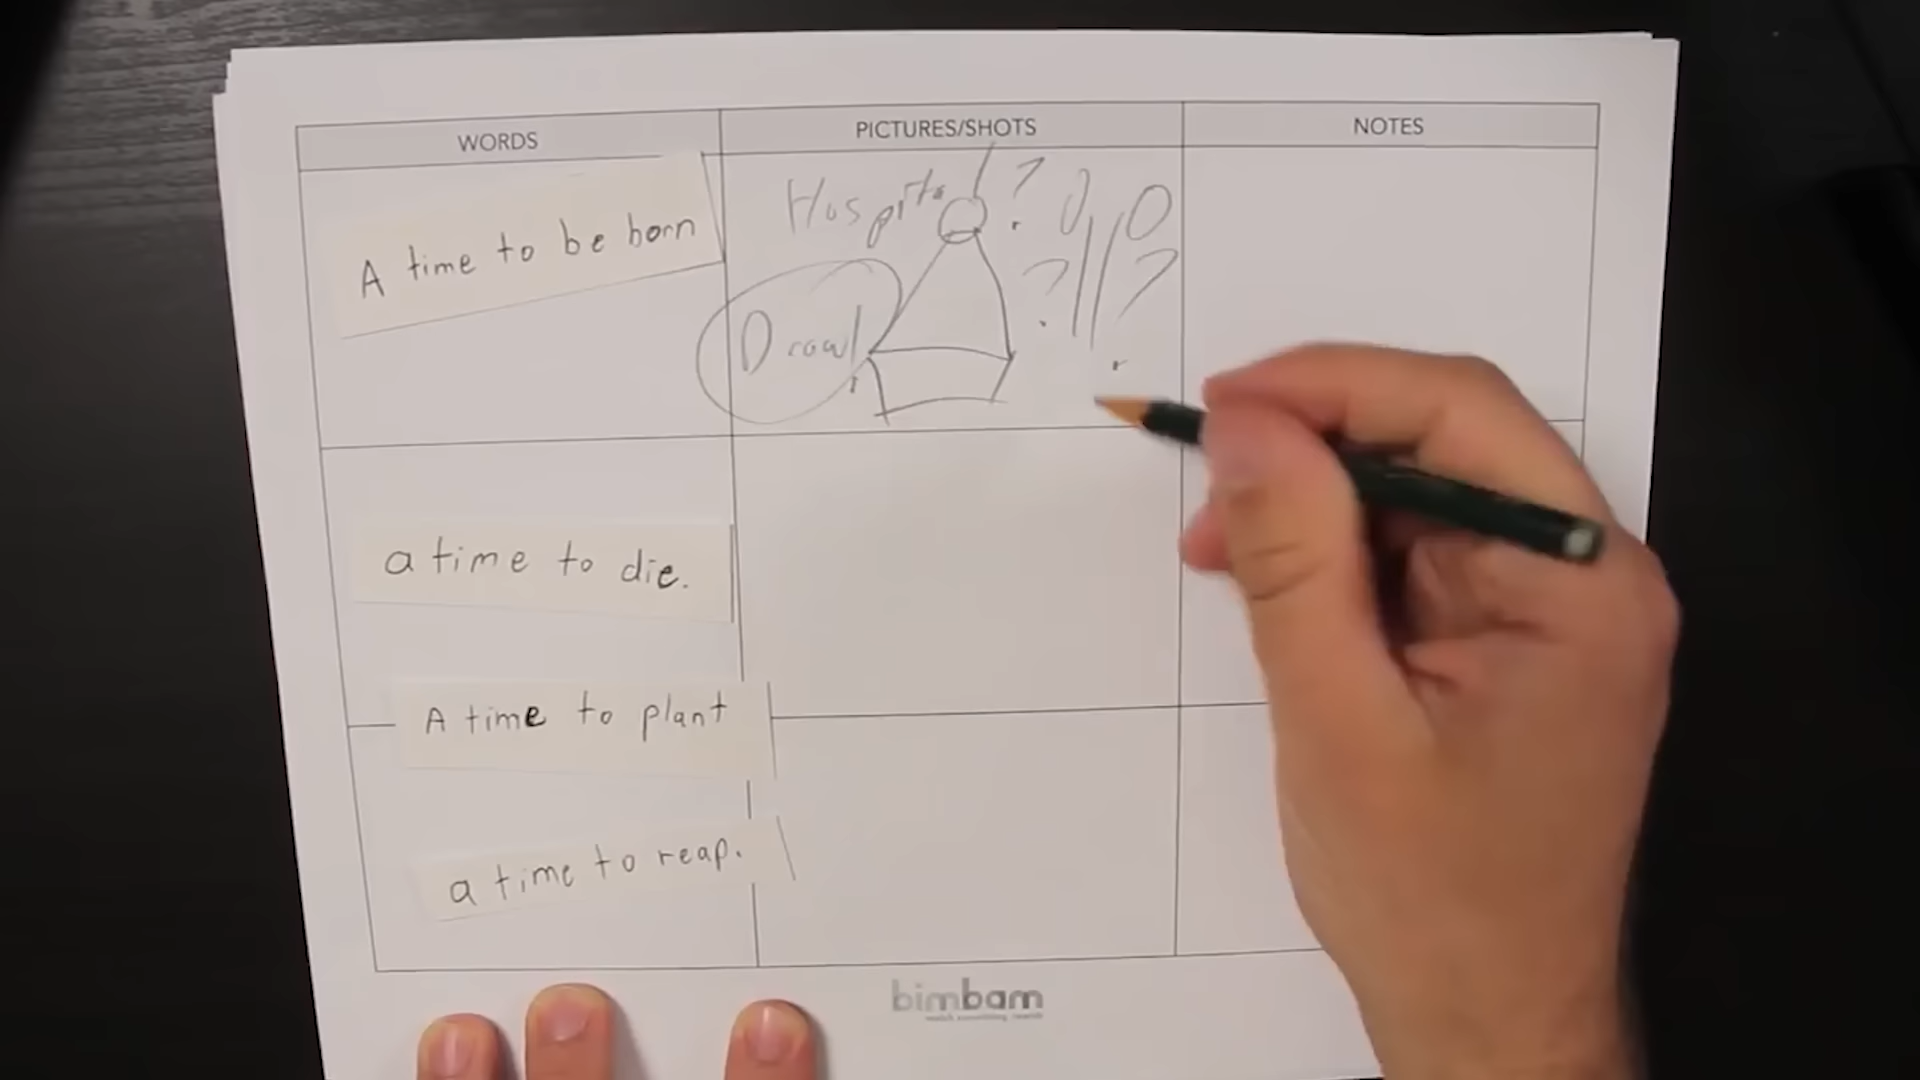 WORDS
PICTURES/SHOTS
NOTES
A time to be born
Hospita
?
?
?
Draw!
a time to die.
A time to plant
a time to reap.
bimbam